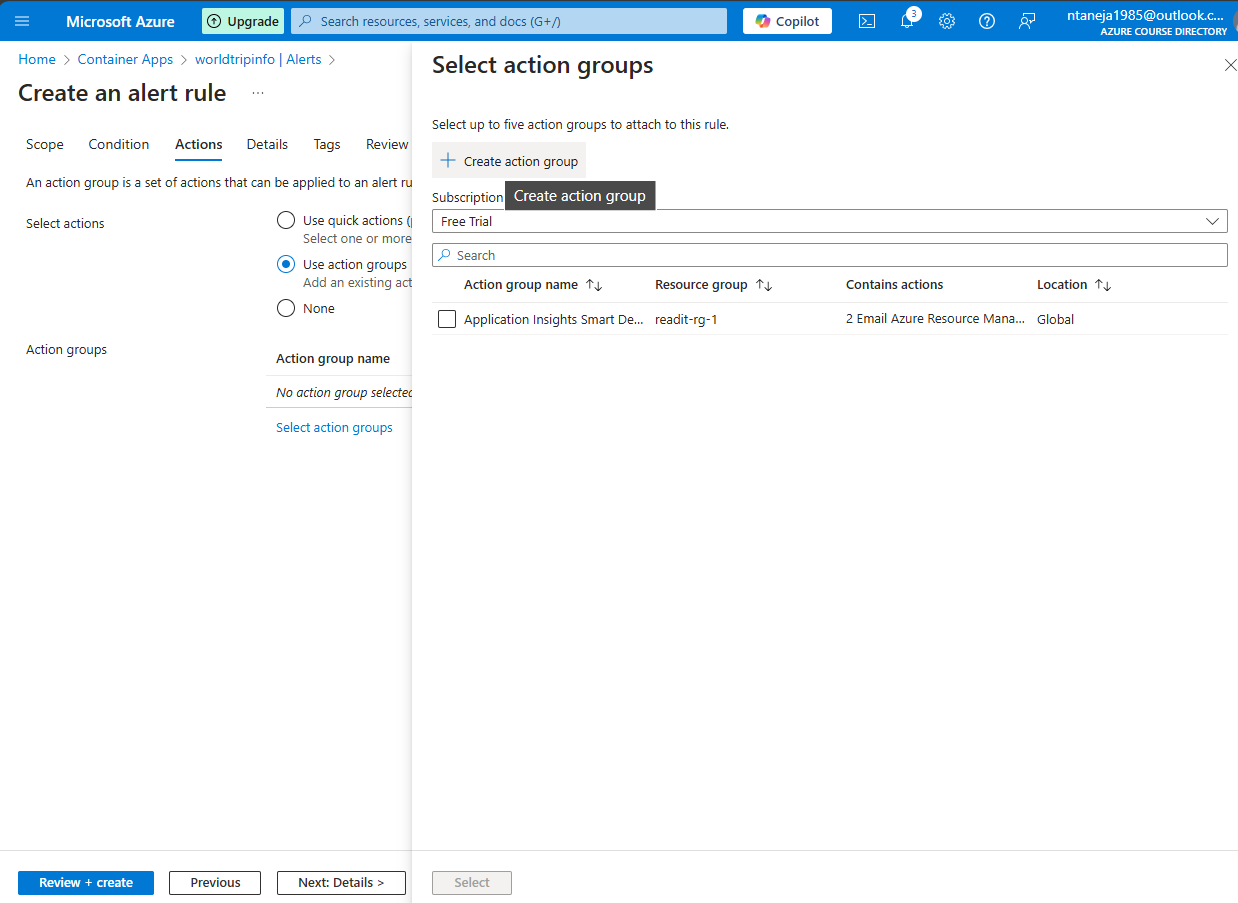 Microsoft Azure
Upgrade
Search resources, services, and docs (G+/)
Copilot
3
ntaneja1985@outlook.c...
AZURE COURSE DIRECTORY
Home > Container Apps > worldtripinfo | Alerts >
Create an alert rule ...
Scope Condition Actions Details Tags Review
An action group is a set of actions that can be applied to an alert ru
Select actions
Use quick actions (
Select one or more
Use action groups
Add an existing act
None
Action groups
Action group name
No action group selected
Select action groups
Review + create
Previous
Next: Details >
Select action groups
Select up to five action groups to attach to this rule.
Create action group
Subscription
Create action group
Free Trial
Search
Action group name Resource group Contains actions Location
Application Insights Smart De... readit-rg-1 2 Email Azure Resource Mana... Global
Select